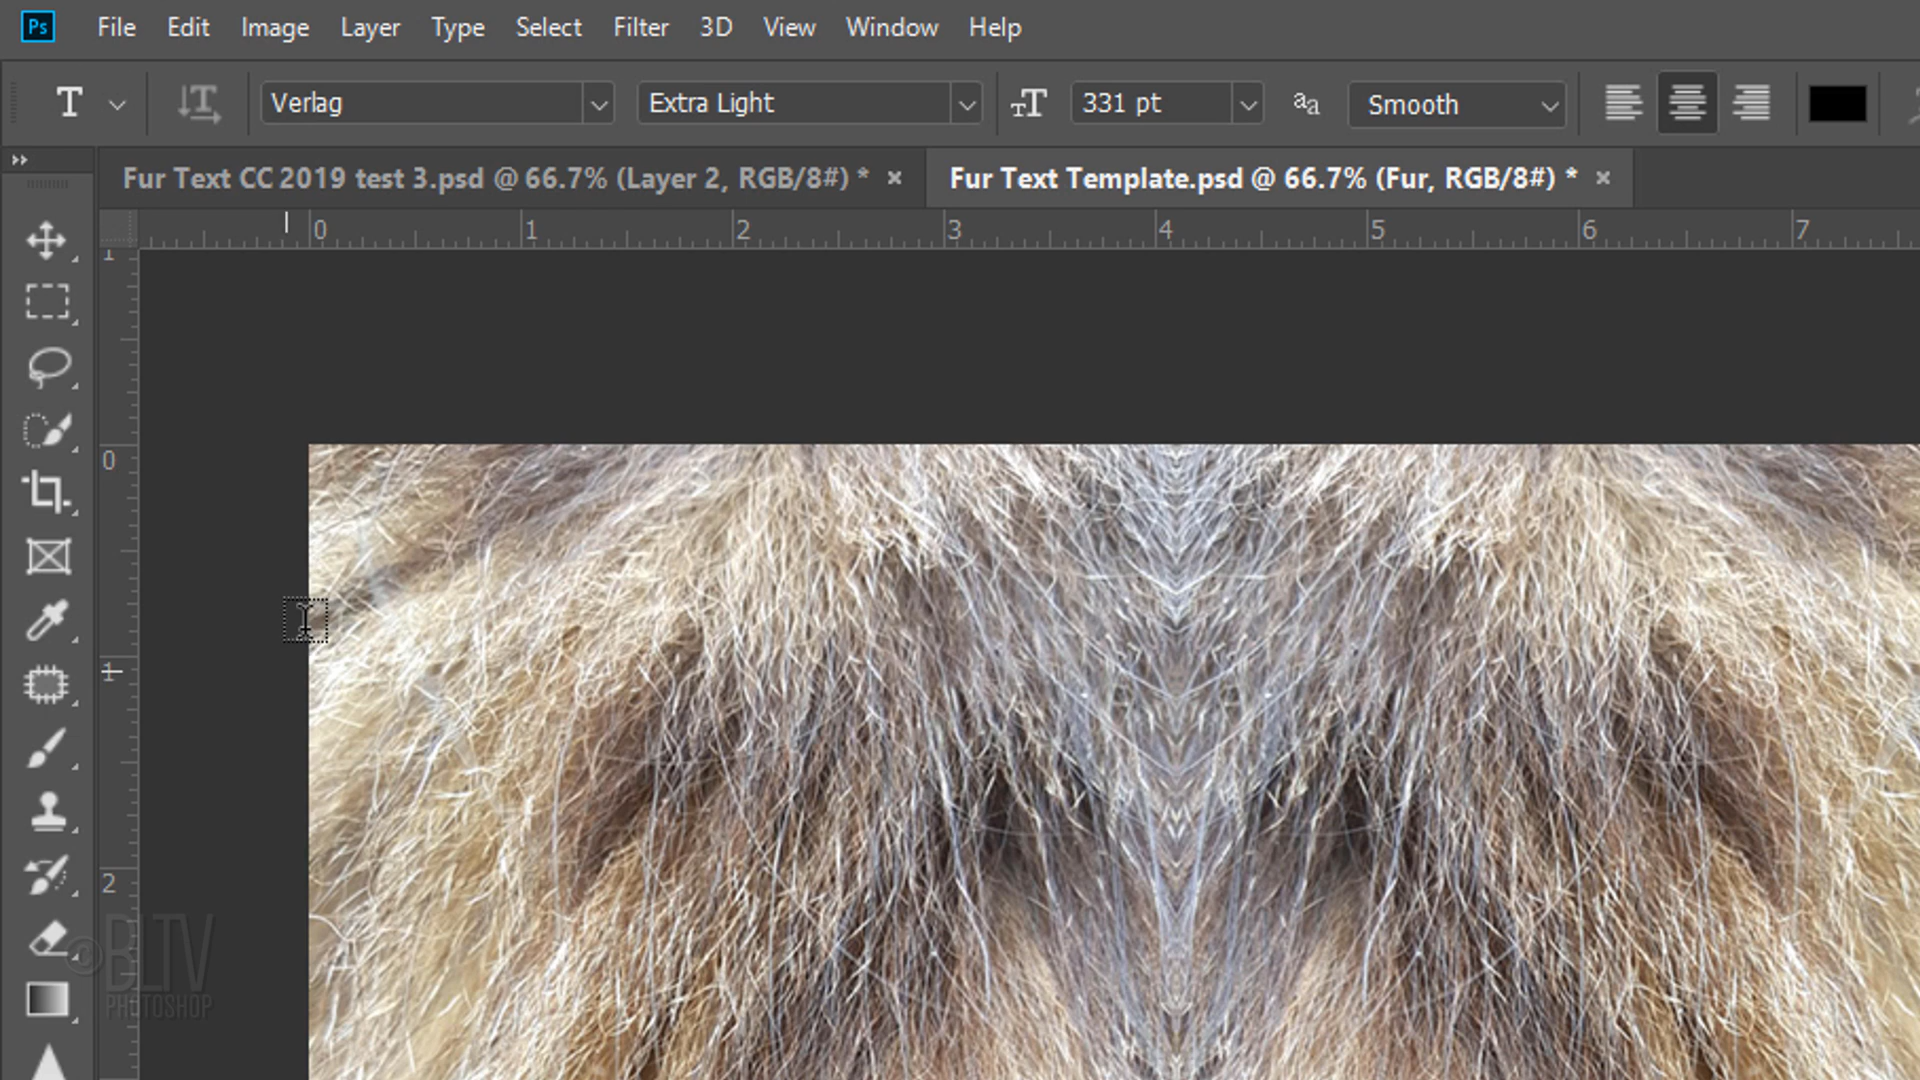 Ps File Edit Image Layer Type Select Filter 3D View Window Help
T Verlag Extra Light 331 pt Smooth
Fur Text CC 2019 test 3.psd @ 66.7% (Layer 2, RGB/8#) * × Fur Text Template.psd @ 66.7% (Fur, RGB/8#) * ×
0 1 2 3 4 5 6 7
1
0
1
2
©BLTV
PHOTOSHOP